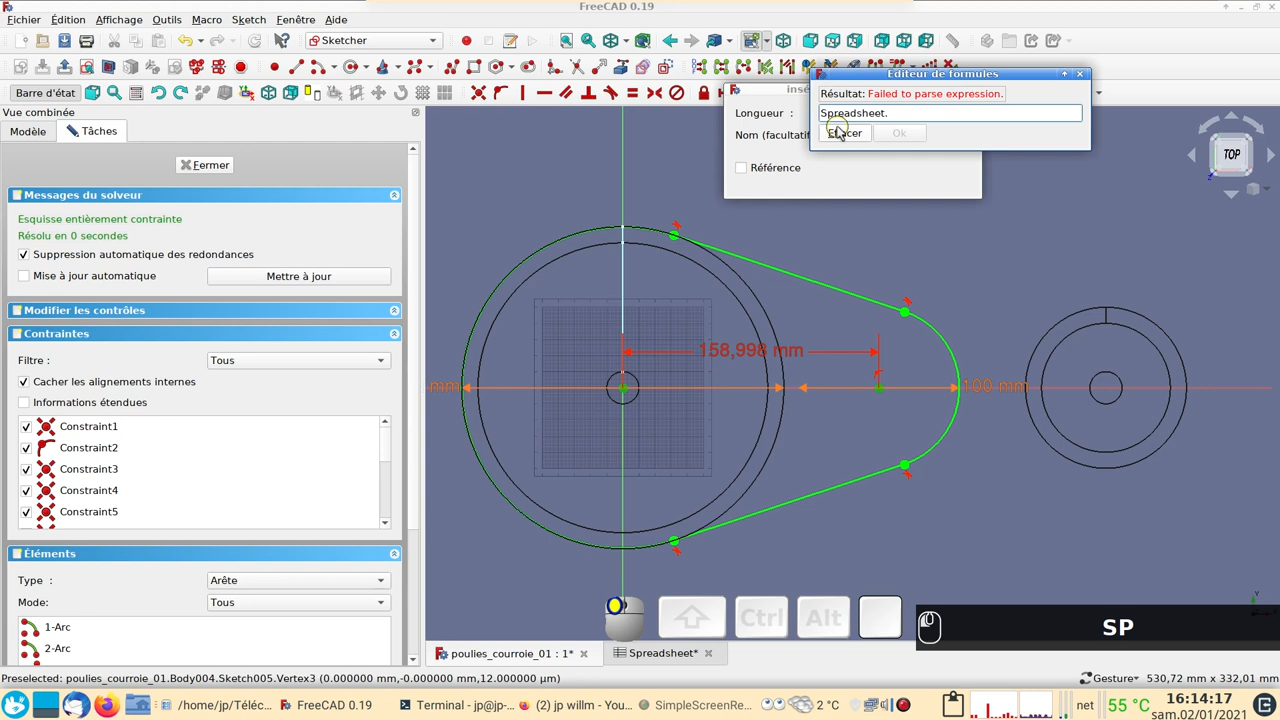 FreeCAD 0.19
Fichier Édition Affichage Outils Macro Sketch Fenêtre Aide
Sketcher
Barre d'état
Vue combinée
Modèle Tâches
Fermer
Messages du solveur
Esquisse entièrement contrainte
Résolu en 0 secondes
Suppression automatique des redondances
Mise à jour automatique Mettre à jour
Modifier les contrôles
Contraintes
Filtre : Tous
Cacher les alignements internes
Informations étendues
Constraint1
Constraint2
Constraint3
Constraint4
Constraint5
Éléments
Type : Arête
Mode: Tous
1-Arc
2-Arc
Éditeur de formules
Résultat: Failed to parse expression.
Spreadsheet.
Ok
Longueur :
Référence
TOP
158,998 mm
mm
100 mm
Ctrl Alt
SP
poulies_courroie_01 : 1*
Spreadsheet*
Preselected: poulies_courroie_01.Body004.Sketch005.Vertex3 (0.000000 mm,-0.000000 mm,12.000000 µm)
Gesture 530,72 mm x 332,01 mm
/home/jp/Téléc... FreeCAD 0.19 Terminal - jp@jp-... (2) jp willm - You... SimpleScreenRe... 2 °C net 55 °C 16:14:17
sam.02/01/2021